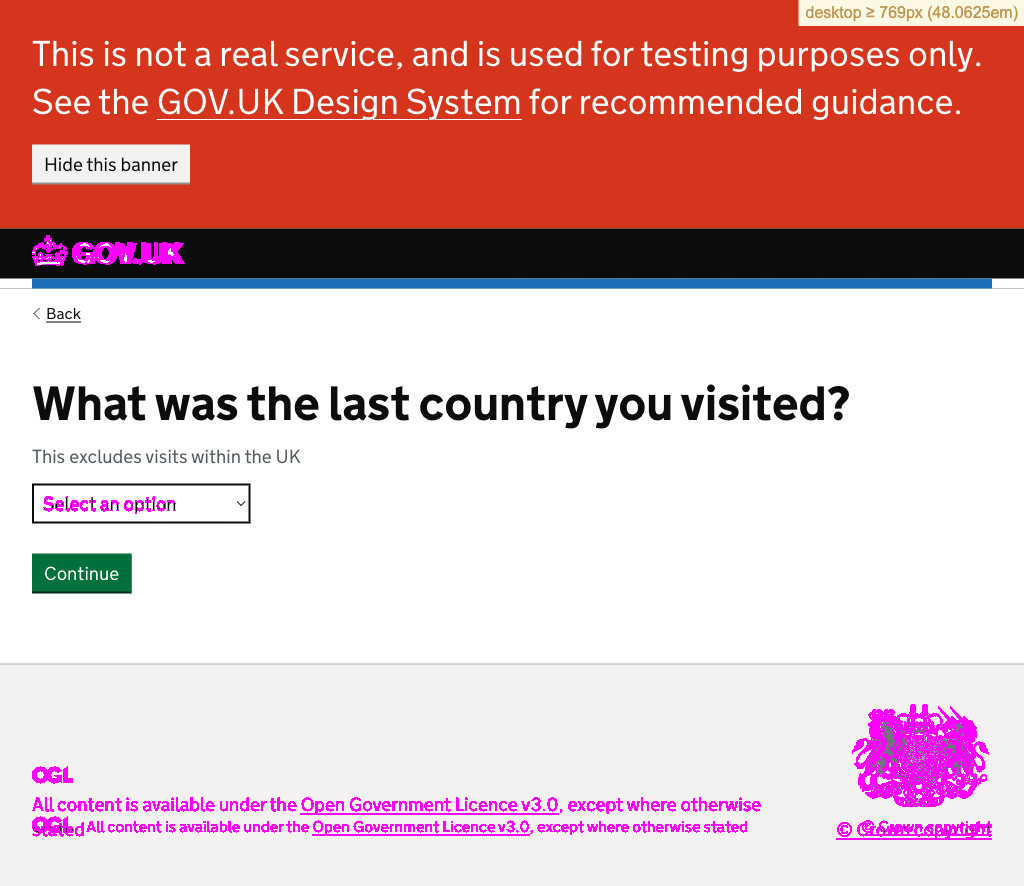 desktop ≥ 769px (48.0625em)
This is not a real service, and is used for testing purposes only.
See the GOV.UK Design System for recommended guidance.
Hide this banner
GOV.UK
Back
What was the last country you visited?
This excludes visits within the UK
Select an option
Continue
OGL
All content is available under the Open Government Licence v3.0, except where otherwise
stated
OGL
All content is available under the Open Government Licence v3.0, except where otherwise stated
© Crown copyright
© Crown copyright